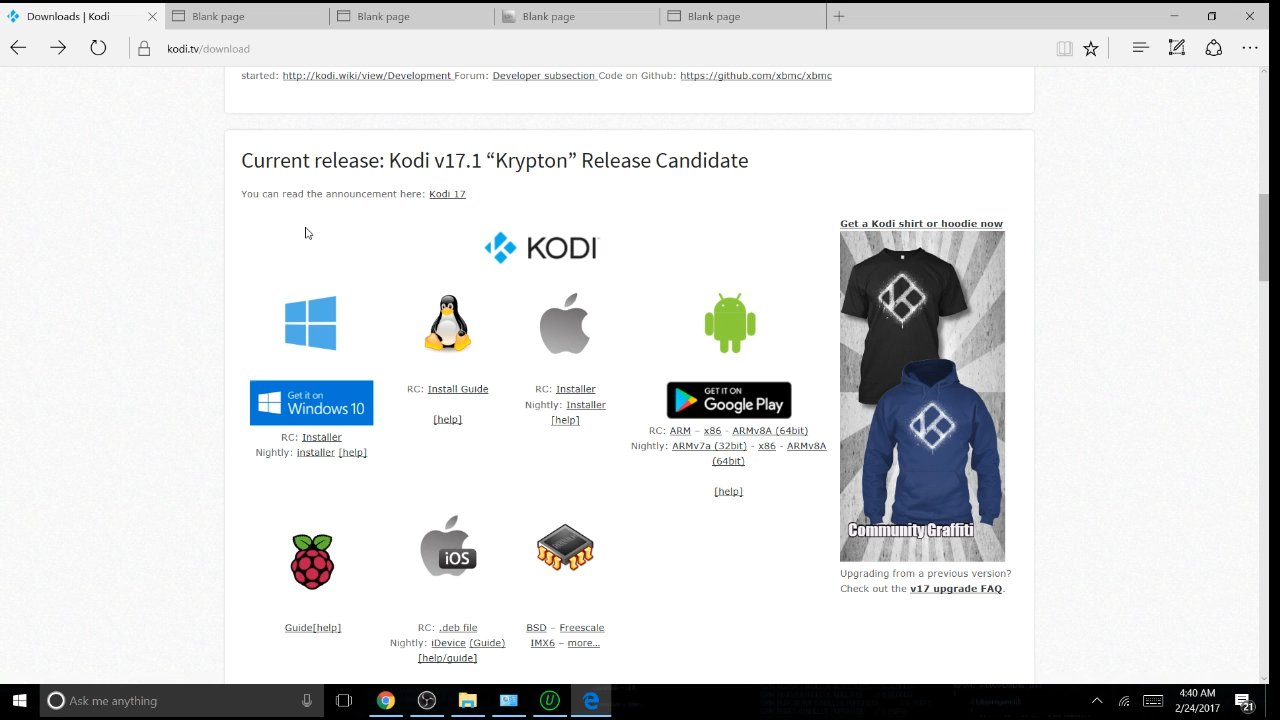 Downloads | Kodi
Blank page
Blank page
Blank page
Blank page
kodi.tv/download
started: http://kodi.wiki/view/Development Forum: Developer subsection Code on Github: https://github.com/xbmc/xbmc
Current release: Kodi v17.1 “Krypton” Release Candidate
You can read the announcement here: Kodi 17
KODI
Get a Kodi shirt or hoodie now
Get it on
Windows 10
RC: Installer
Nightly: installer [help]
RC: Install Guide
[help]
RC: Installer
Nightly: Installer
[help]
GET IT ON
Google Play
RC: ARM – x86 - ARMv8A (64bit)
Nightly: ARMv7a (32bit) - x86 - ARMv8A
(64bit)
[help]
Community Graffiti
Upgrading from a previous version?
Check out the v17 upgrade FAQ.
Guide[help]
iOS
RC: .deb file
Nightly: iDevice (Guide)
[help/guide]
BSD – Freescale
IMX6 – more...
Ask me anything
4:40 AM
2/24/2017
21